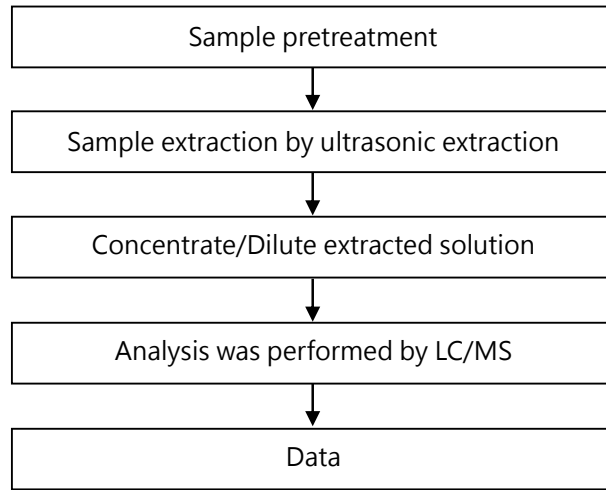 Sample pretreatment
Sample extraction by ultrasonic extraction
Concentrate/Dilute extracted solution
Analysis was performed by LC/MS
Data